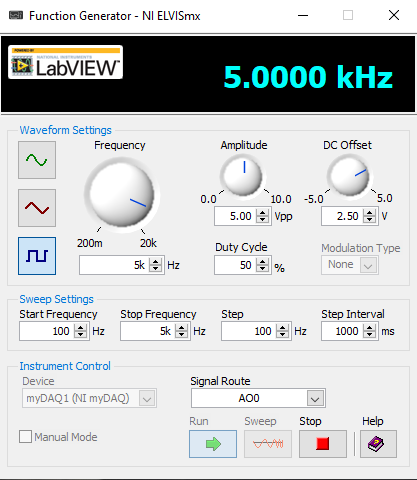 Function Generator - NI ELVISmx
POWERED BY
NATIONAL INSTRUMENTS
LabVIEW™
5.0000 kHz
Waveform Settings
Frequency
Amplitude
DC Offset
0.0 10.0
-5.0 5.0
5.00 Vpp
2.50 V
200m 20k
5k Hz
Duty Cycle
50 %
Modulation Type
None
Sweep Settings
Start Frequency Stop Frequency Step Step Interval
100 Hz 5k Hz 100 Hz 1000 ms
Instrument Control
Device
Signal Route
myDAQ1 (NI myDAQ)
AO0
Run Sweep Stop Help
Manual Mode